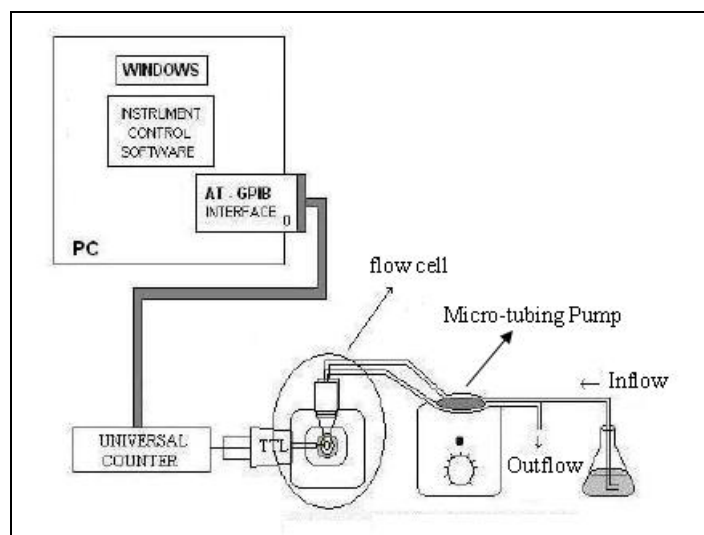 WINDOWS
INSTRUMENT
CONTROL
SOFTWARE
AT - GPIB
INTERFACE 0
PC
flow cell
Micro-tubing Pump
← Inflow
UNIVERSAL
COUNTER
TTL
Outflow